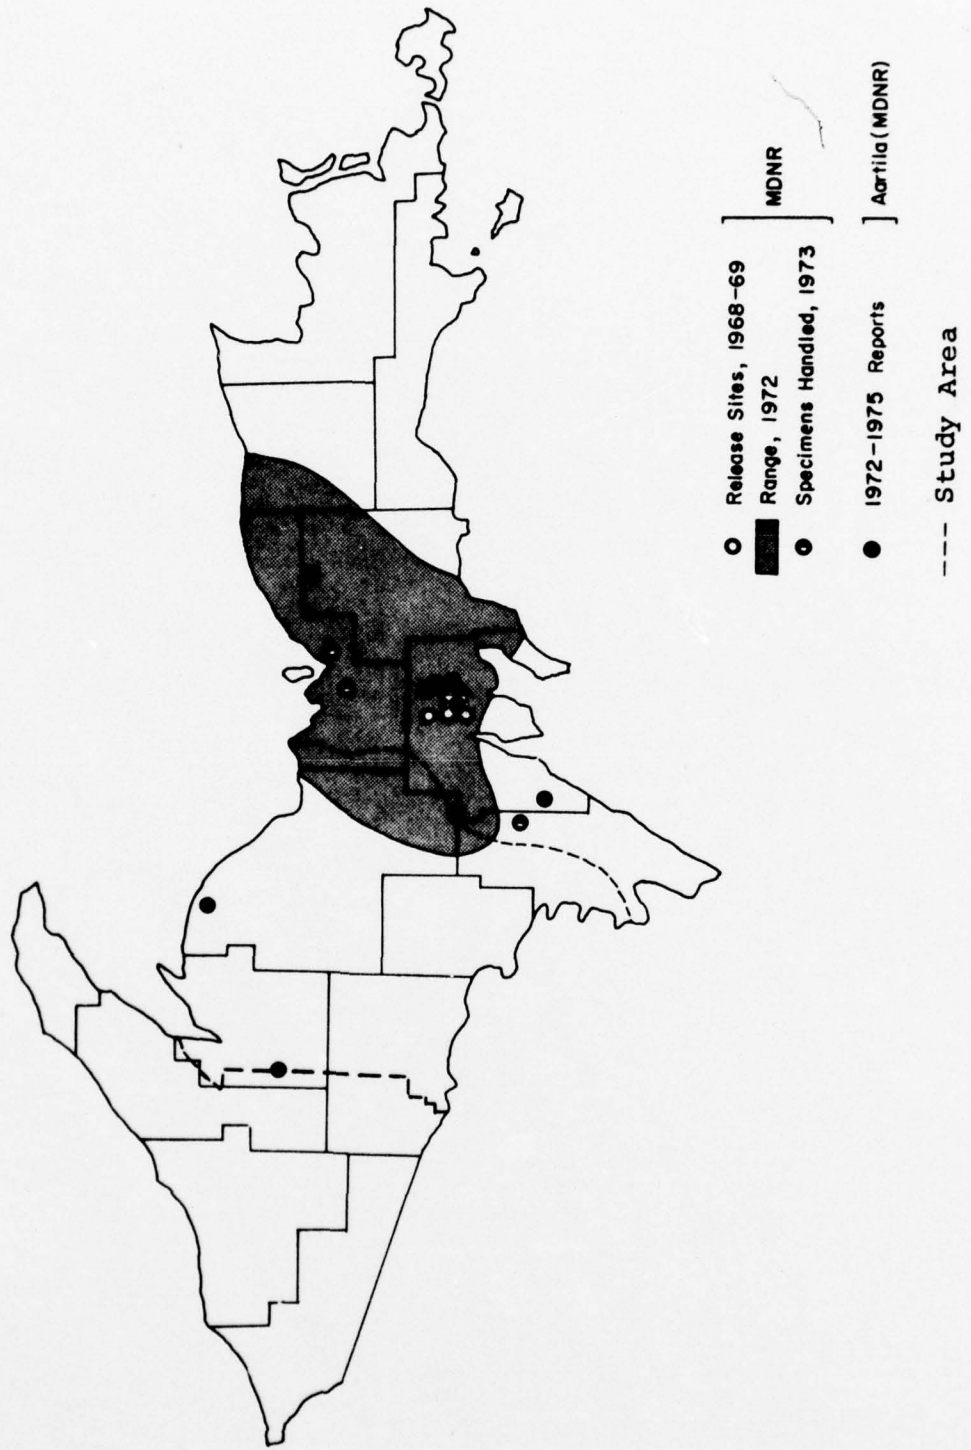 Release Sites, 1968-69
Range, 1972
Specimens Handled, 1973
MDNR
1972-1975 Reports
Aartila (MDNR)
--- Study Area